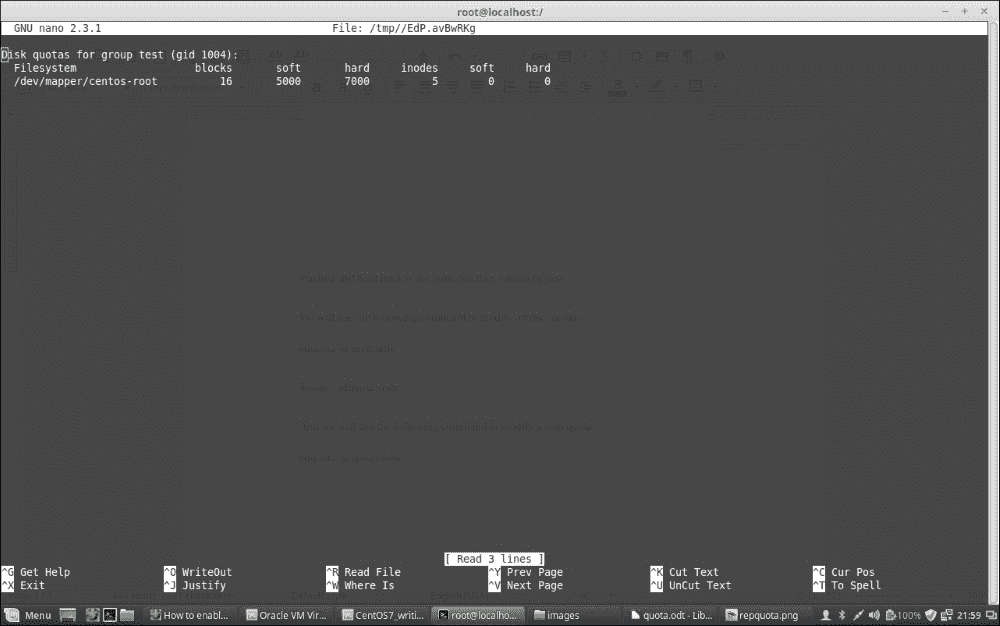 root@localhost:/
GNU nano 2.3.1 File: /tmp//EdP.avBwRKg
Disk quotas for group test (gid 1004):
Filesystem blocks soft hard inodes soft hard
/dev/mapper/centos-root 16 5000 7000 5 0 0
[ Read 3 lines ]
^G Get Help ^O WriteOut ^R Read File ^Y Prev Page ^K Cut Text ^C Cur Pos
^X Exit ^J Justify ^W Where Is ^V Next Page ^U UnCut Text ^T To Spell
Menu How to enabl... Oracle VM Vir... CentOS7_writi... root@localho... images quota.odt - Lib... repquota.png 100% 21:59